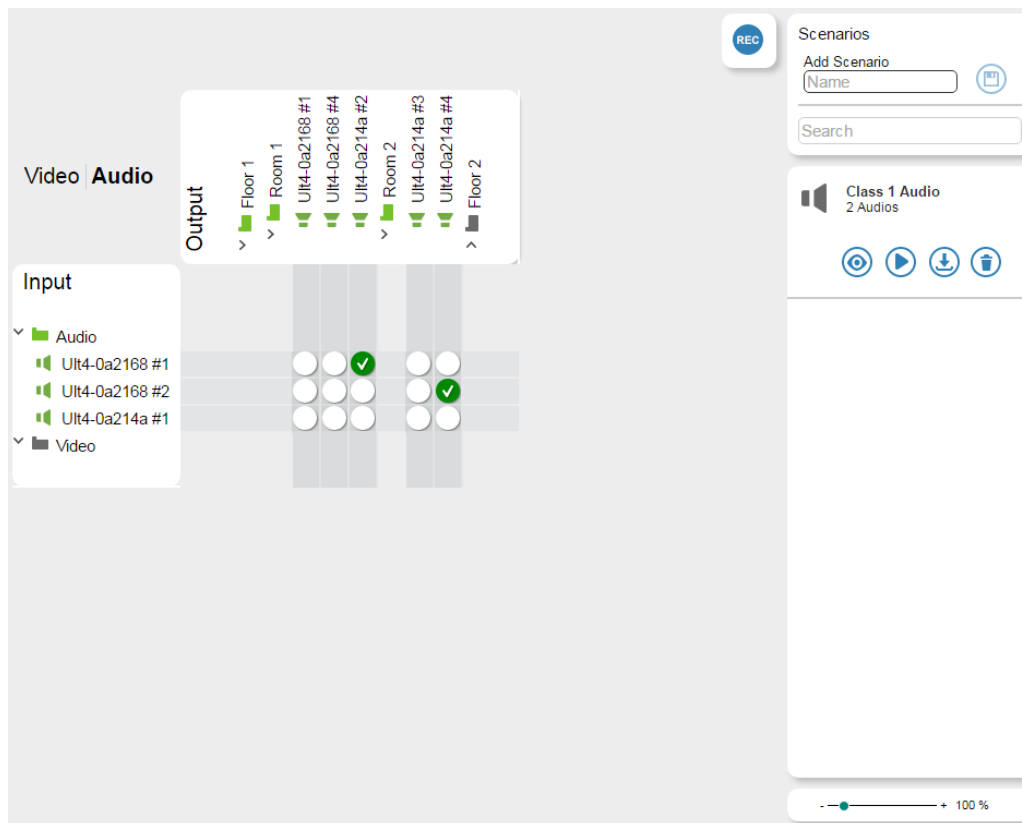 REC
Scenarios
Add Scenario
Name
Search
Video Audio
Output
Floor 1
Room 1
Ult4-0a2168 #1
Ult4-0a2168 #4
Ult4-0a214a #2
Room 2
Ult4-0a214a #3
Ult4-0a214a #4
Floor 2
Class 1 Audio
2 Audios
Input
Audio
Ult4-0a2168 #1
Ult4-0a2168 #2
Ult4-0a214a #1
Video
- + 100 %